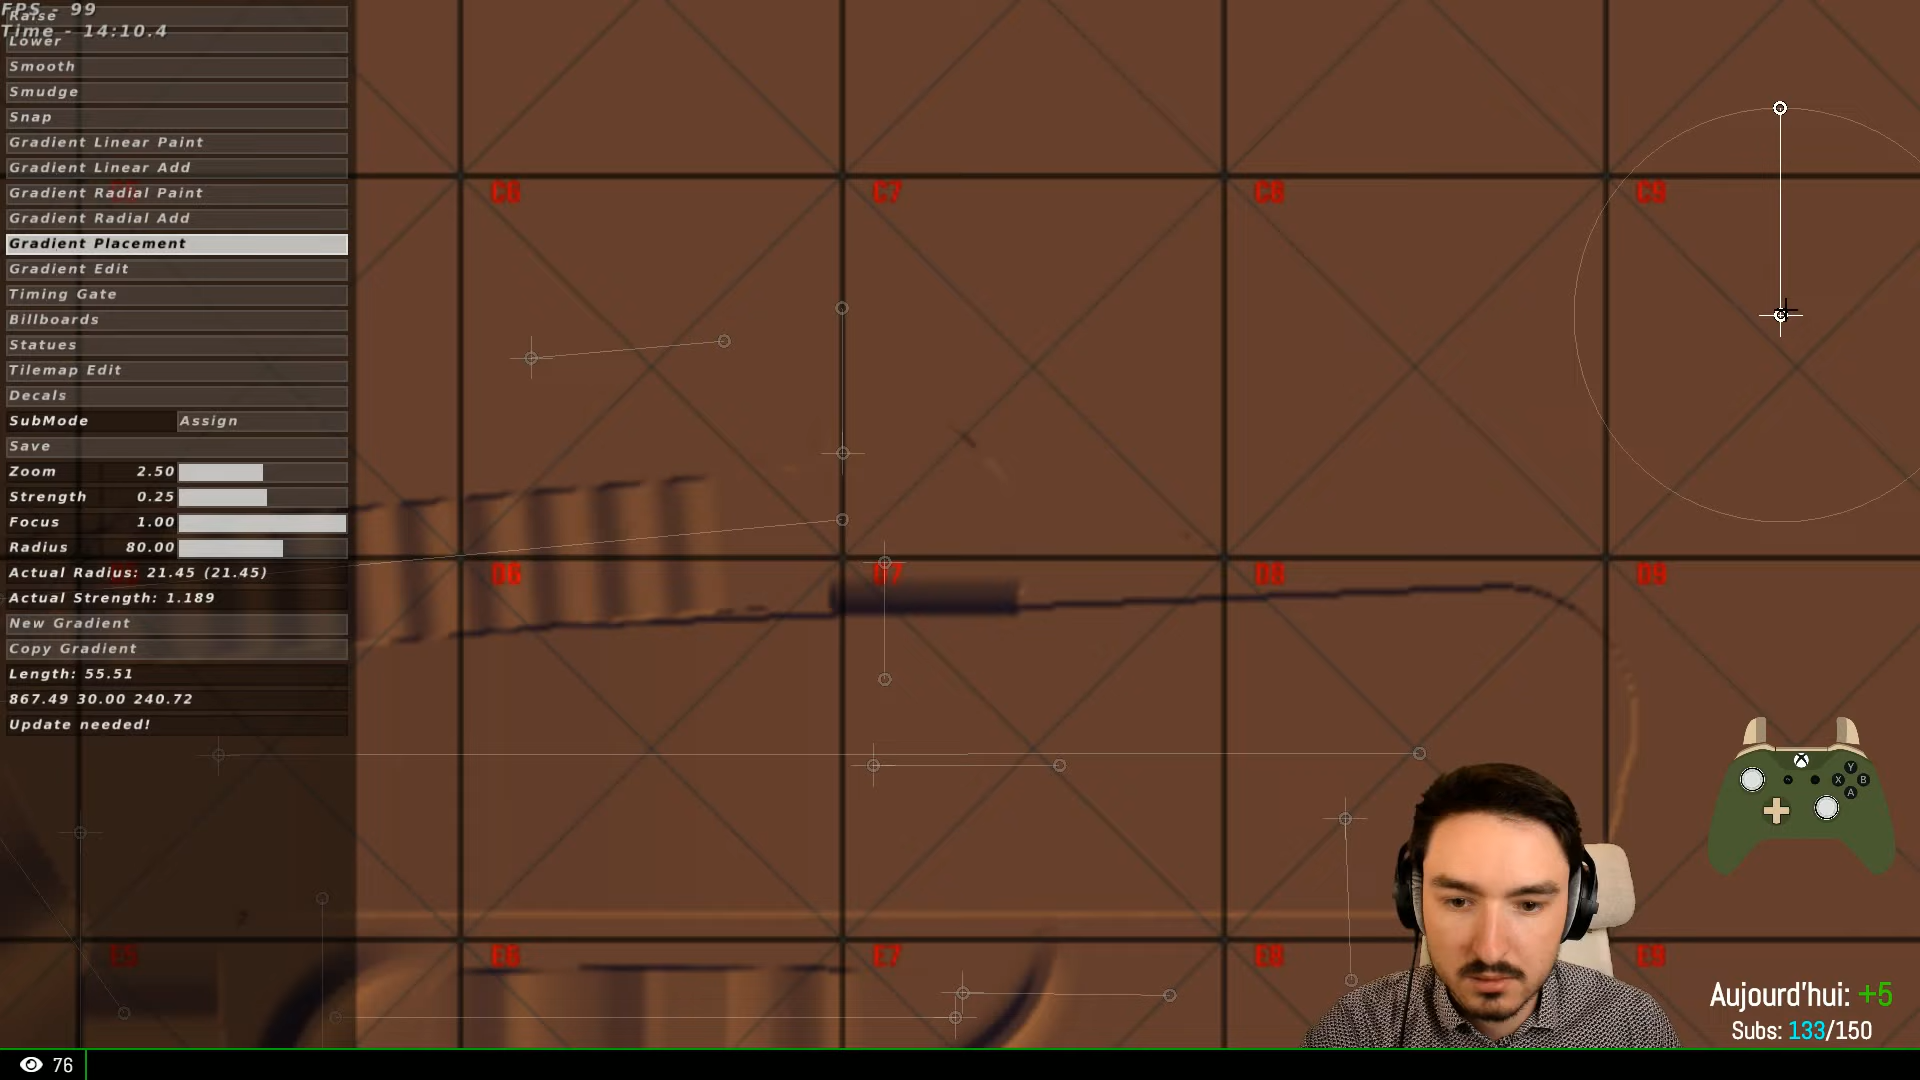 FPS - 99
Raise
Time - 14:10.4
Lower
Smooth
Smudge
Snap
Gradient Linear Paint
Gradient Linear Add
Gradient Radial Paint
Gradient Radial Add
Gradient Placement
Gradient Edit
Timing Gate
Billboards
Statues
Tilemap Edit
Decals
SubMode Assign
Save
Zoom 2.50
Strength 0.25
Focus 1.00
Radius 80.00
Actual Radius: 21.45 (21.45)
Actual Strength: 1.189
New Gradient
Copy Gradient
Length: 55.51
867.49 30.00 240.72
Update needed!
C6 C7 C8 C9
D6 D7 D8 D9
E5 E6 E7 E8 E9
Y
X B
A
Aujourd'hui: +5
Subs: 133/150
76